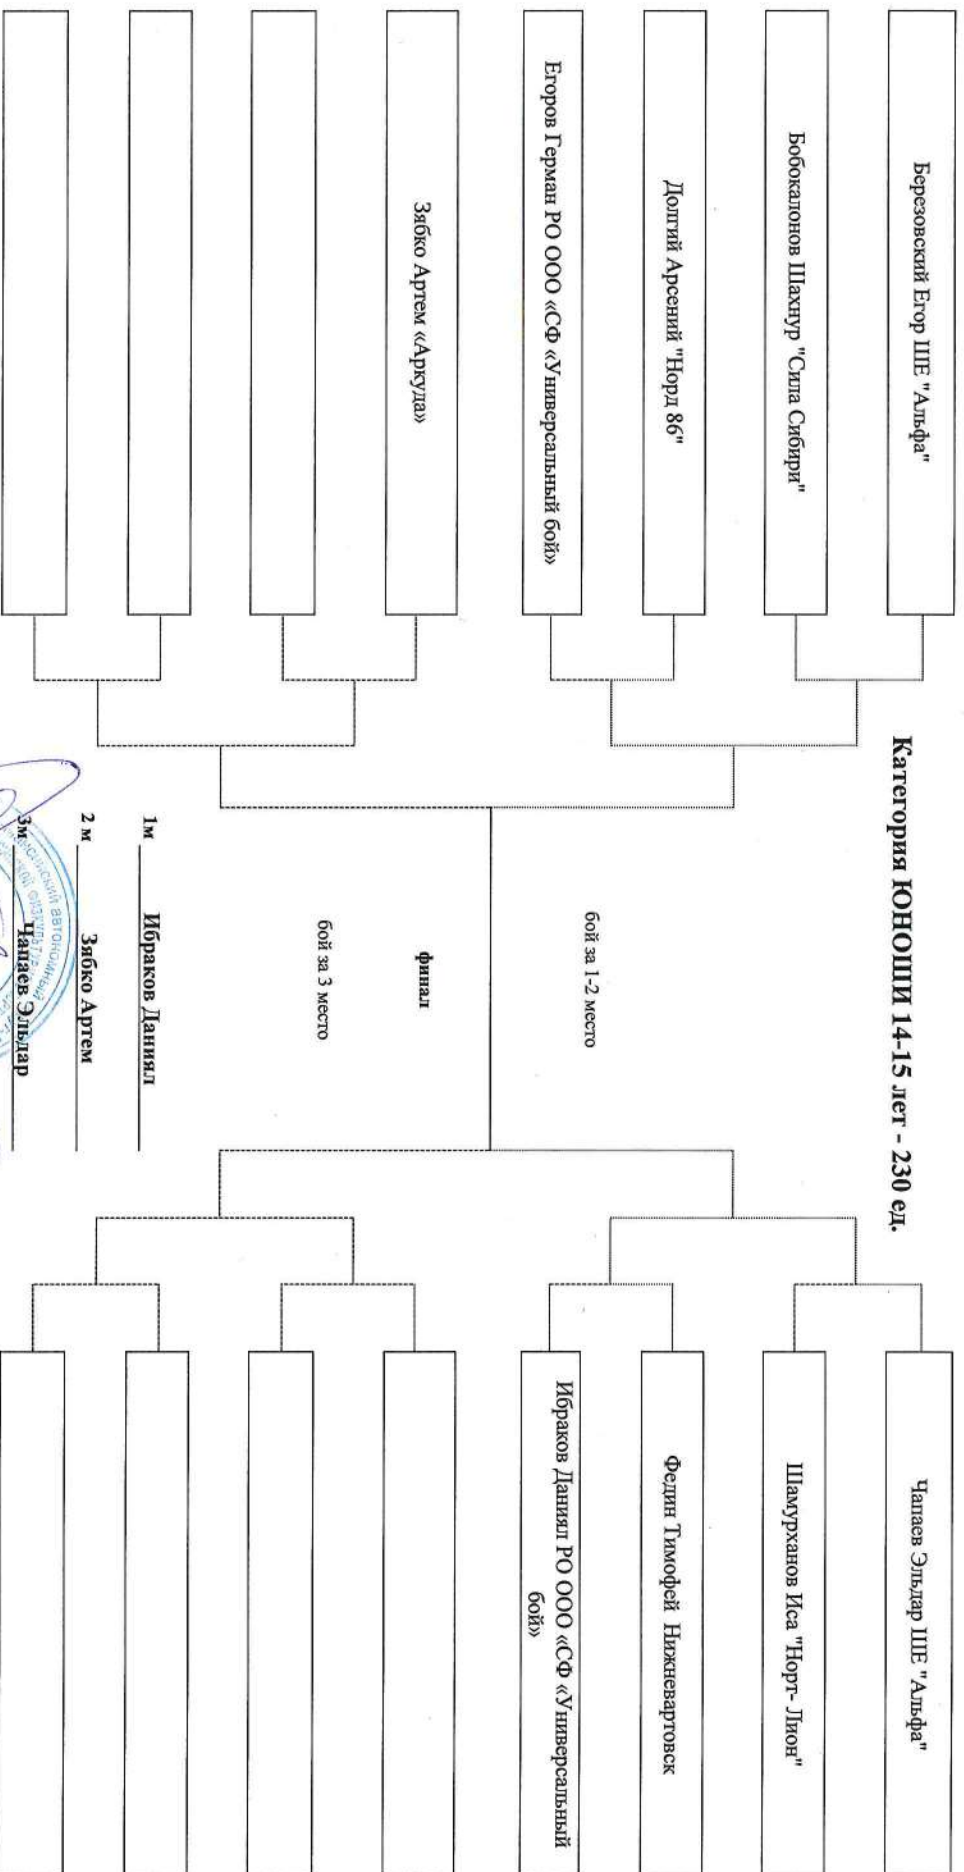 Категория ЮНОШИ 14-15 лет - 230 ед.
Березовский Егор ШЕ "Альфа"
Бобокалонов Шахнур "Сила Сибири"
Долгий Арсений "Норд 86"
Егоров Герман РО ООО «СФ «Универсальный бой»
Зябко Артем «Аркуда»
бой за 1-2 место
финал
бой за 3 место
1м Ибраков Даниял
2 м Зябко Артем
3м Чапаев Эльдар
Чапаев Эльдар ШЕ "Альфа"
Шамурханов Иса "Норт- Лион"
Федин Тимофей Нижневартовск
Ибраков Даниял РО ООО «СФ «Универсальный
бой»
автономный